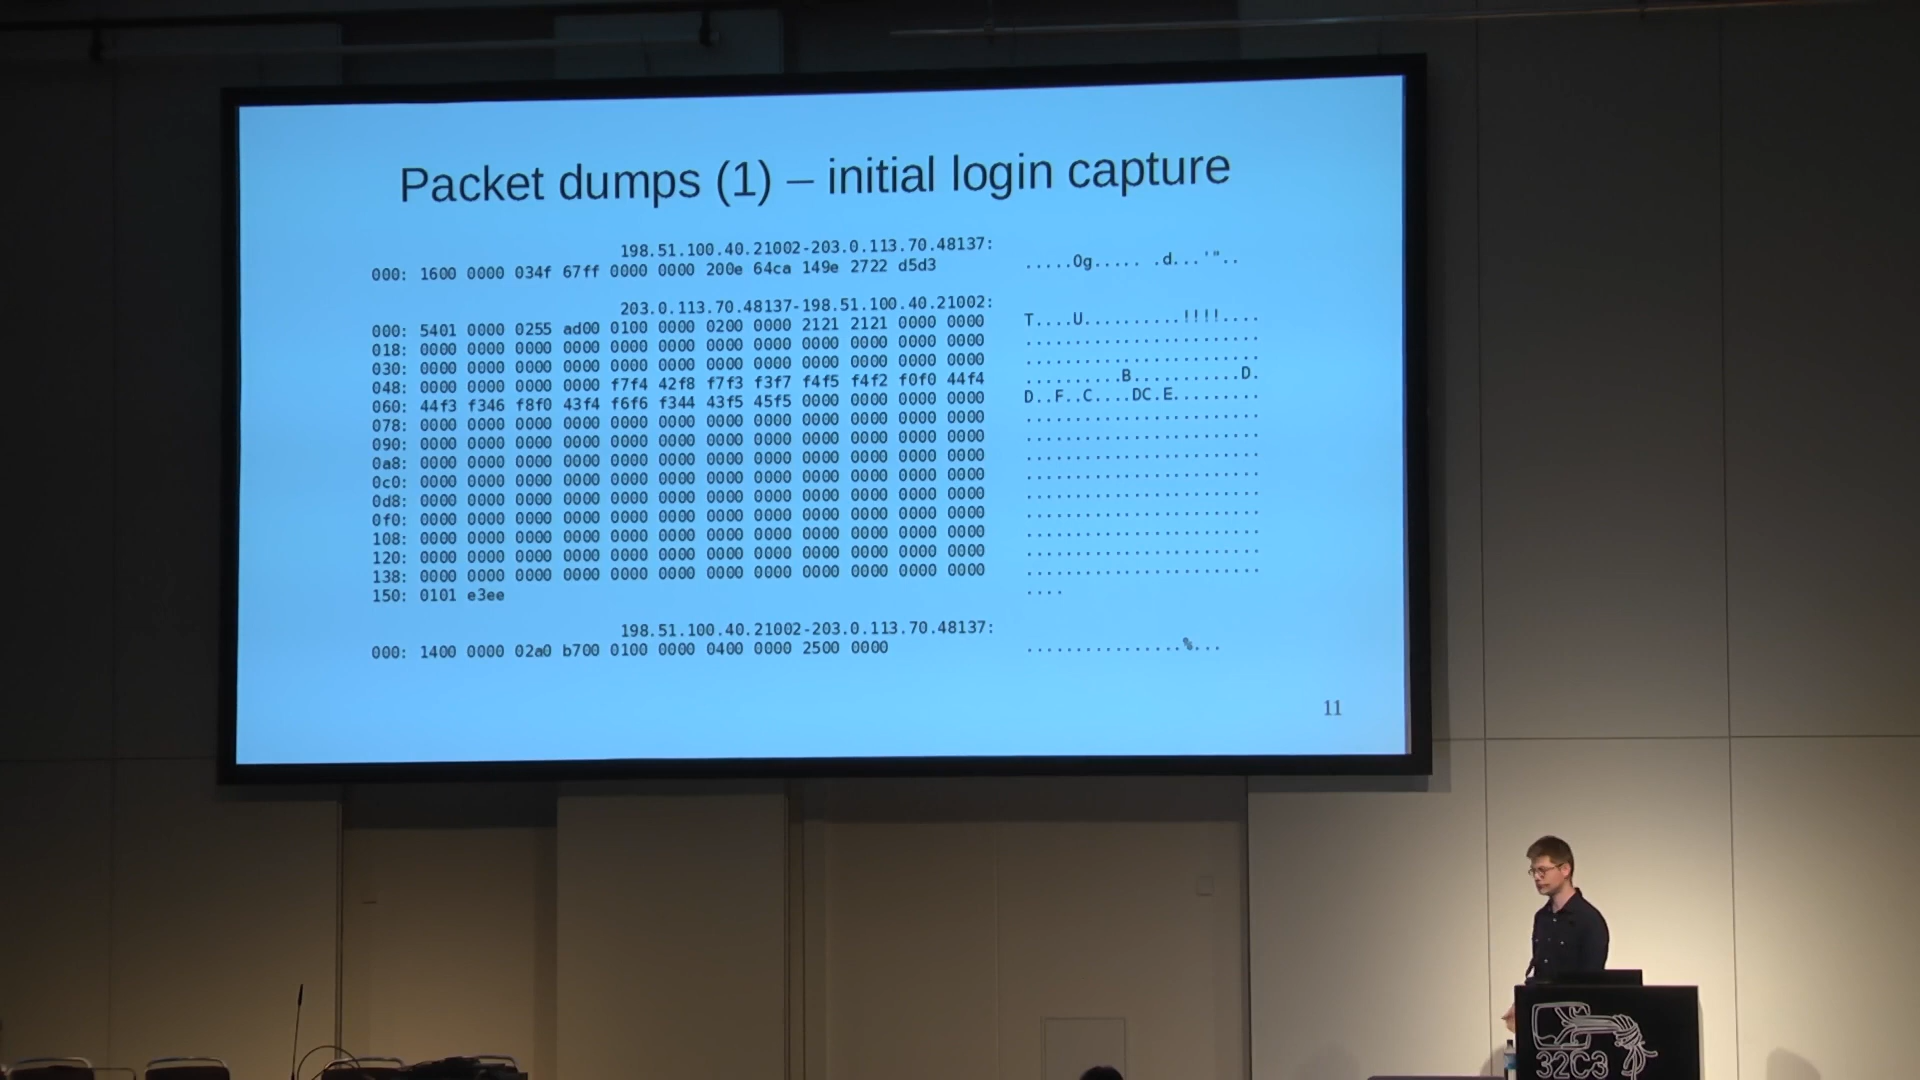 Packet dumps (1) – initial login capture
198.51.100.40.21002-203.0.113.70.48137:
000: 1600 0000 034f 67ff 0000 0000 200e 64ca 149e 2722 d5d3 .....Og..... .d...'"..
203.0.113.70.48137-198.51.100.40.21002:
000: 5401 0000 0255 ad00 0100 0000 0200 0000 2121 2121 0000 0000 T....U..........!!!!....
018: 0000 0000 0000 0000 0000 0000 0000 0000 0000 0000 0000 0000 ........................
030: 0000 0000 0000 0000 0000 0000 0000 0000 0000 0000 0000 0000 ........................
048: 0000 0000 0000 0000 f7f4 42f8 f7f3 f3f7 f4f5 f4f2 f0f0 44f4 ..........B...........D.
060: 44f3 f346 f8f0 43f4 f6f6 f344 43f5 45f5 0000 0000 0000 0000 D..F..C....DC.E.........
078: 0000 0000 0000 0000 0000 0000 0000 0000 0000 0000 0000 0000 ........................
090: 0000 0000 0000 0000 0000 0000 0000 0000 0000 0000 0000 0000 ........................
0a8: 0000 0000 0000 0000 0000 0000 0000 0000 0000 0000 0000 0000 ........................
0c0: 0000 0000 0000 0000 0000 0000 0000 0000 0000 0000 0000 0000 ........................
0d8: 0000 0000 0000 0000 0000 0000 0000 0000 0000 0000 0000 0000 ........................
0f0: 0000 0000 0000 0000 0000 0000 0000 0000 0000 0000 0000 0000 ........................
108: 0000 0000 0000 0000 0000 0000 0000 0000 0000 0000 0000 0000 ........................
120: 0000 0000 0000 0000 0000 0000 0000 0000 0000 0000 0000 0000 ........................
138: 0000 0000 0000 0000 0000 0000 0000 0000 0000 0000 0000 0000 ........................
150: 0101 e3ee ....
198.51.100.40.21002-203.0.113.70.48137:
000: 1400 0000 02a0 b700 0100 0000 0400 0000 2500 0000 ................%...
11
32C3